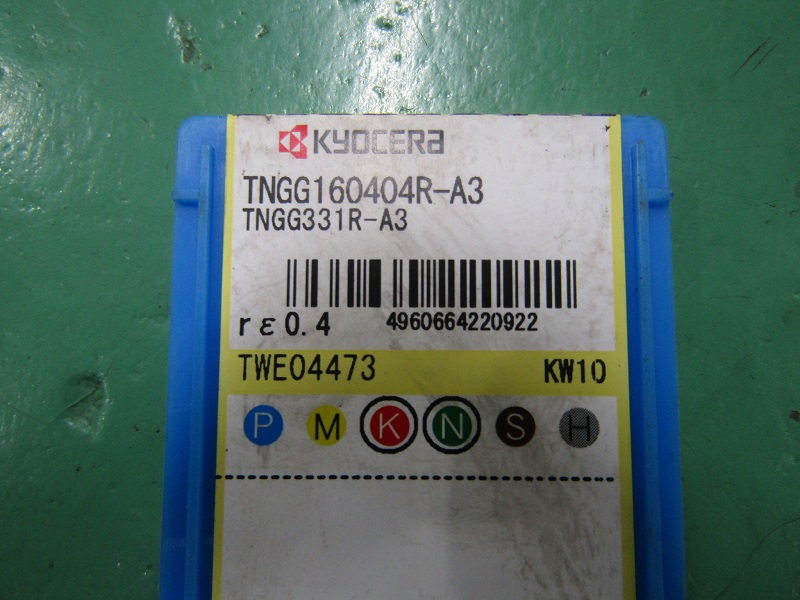 KYOCERA
TNGG160404R-A3
TNGG331R-A3
rε0.4
4960664220922
TWE04473 KW10
P M K N S H